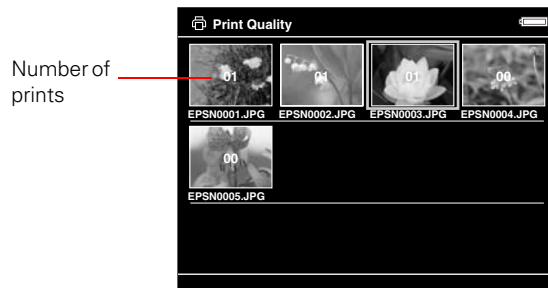 Print Quality
Number of
prints
01 01 01 00
EPSN0001.JPG EPSN0002.JPG EPSN0003.JPG EPSN0004.JPG
00
EPSN0005.JPG